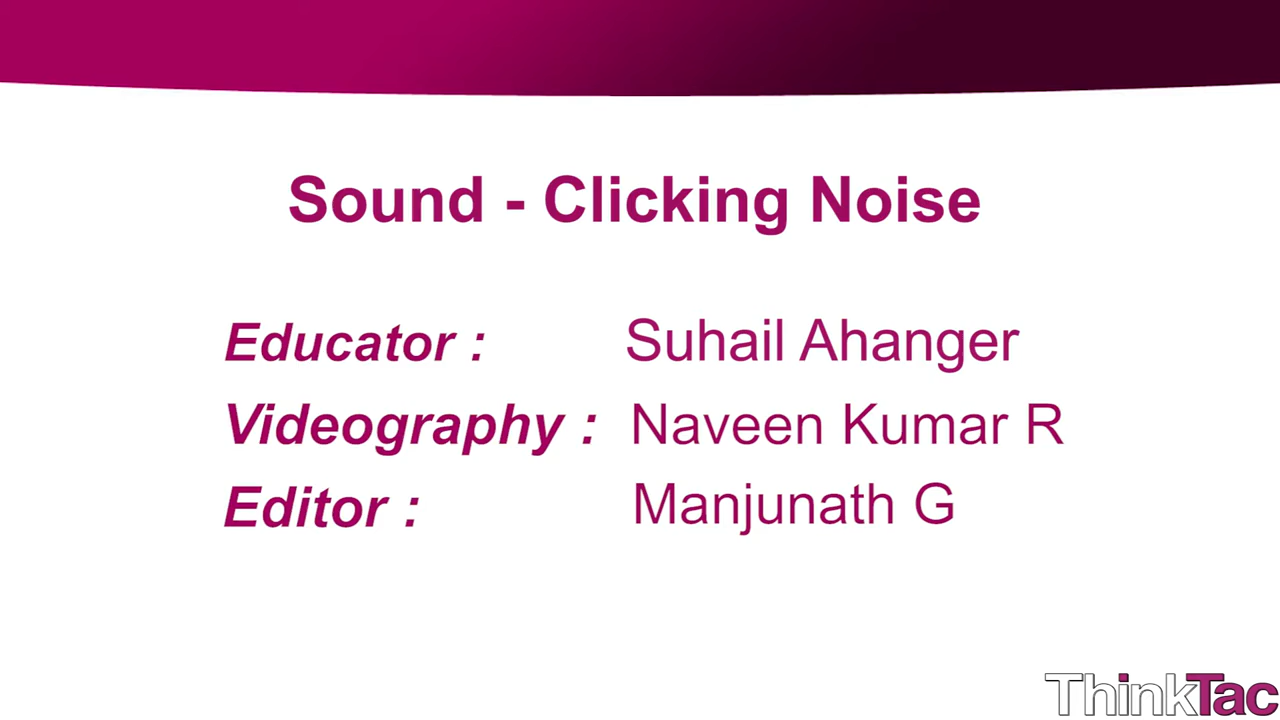 Sound - Clicking Noise
Educator : Suhail Ahanger
Videography : Naveen Kumar R
Editor : Manjunath G
ThinkTac